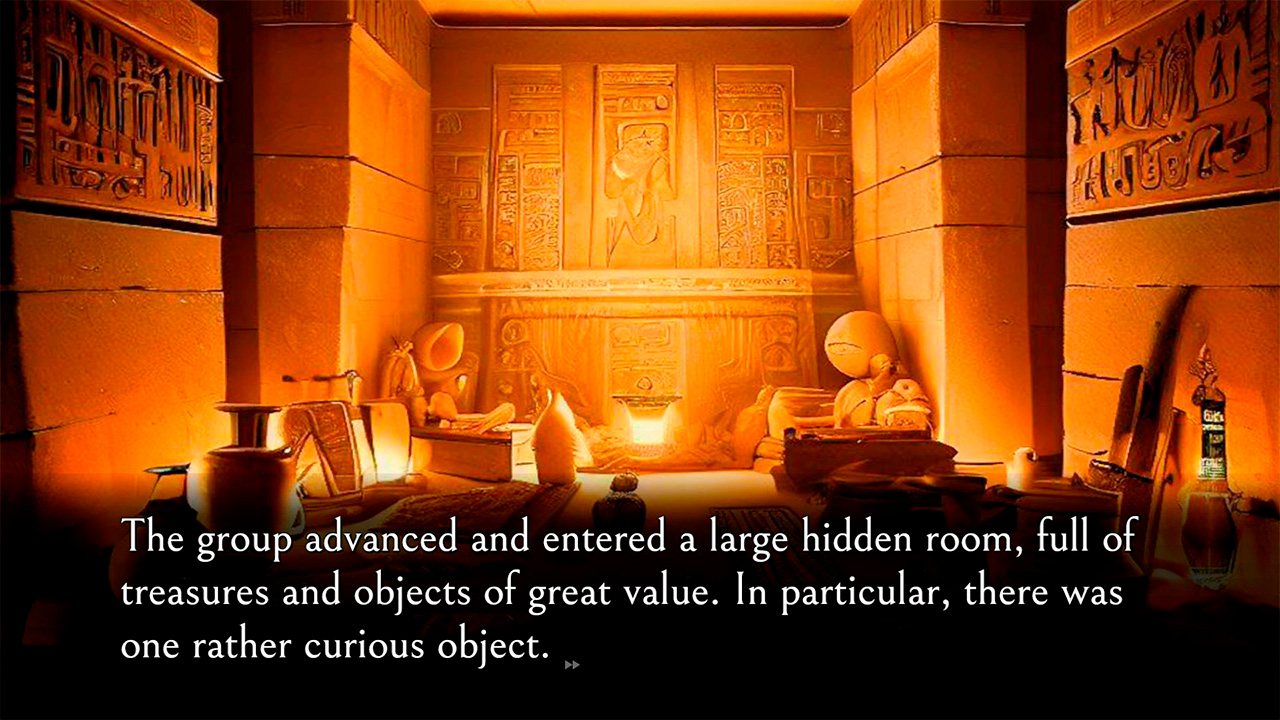 The group advanced and entered a large hidden room, full of
treasures and objects of great value. In particular, there was
one rather curious object.